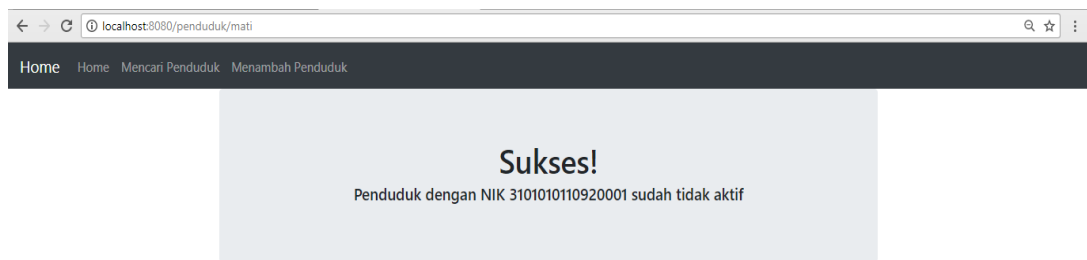 localhost:8080/penduduk/mati
Home Home Mencari Penduduk Menambah Penduduk
Sukses!
Penduduk dengan NIK 3101010110920001 sudah tidak aktif